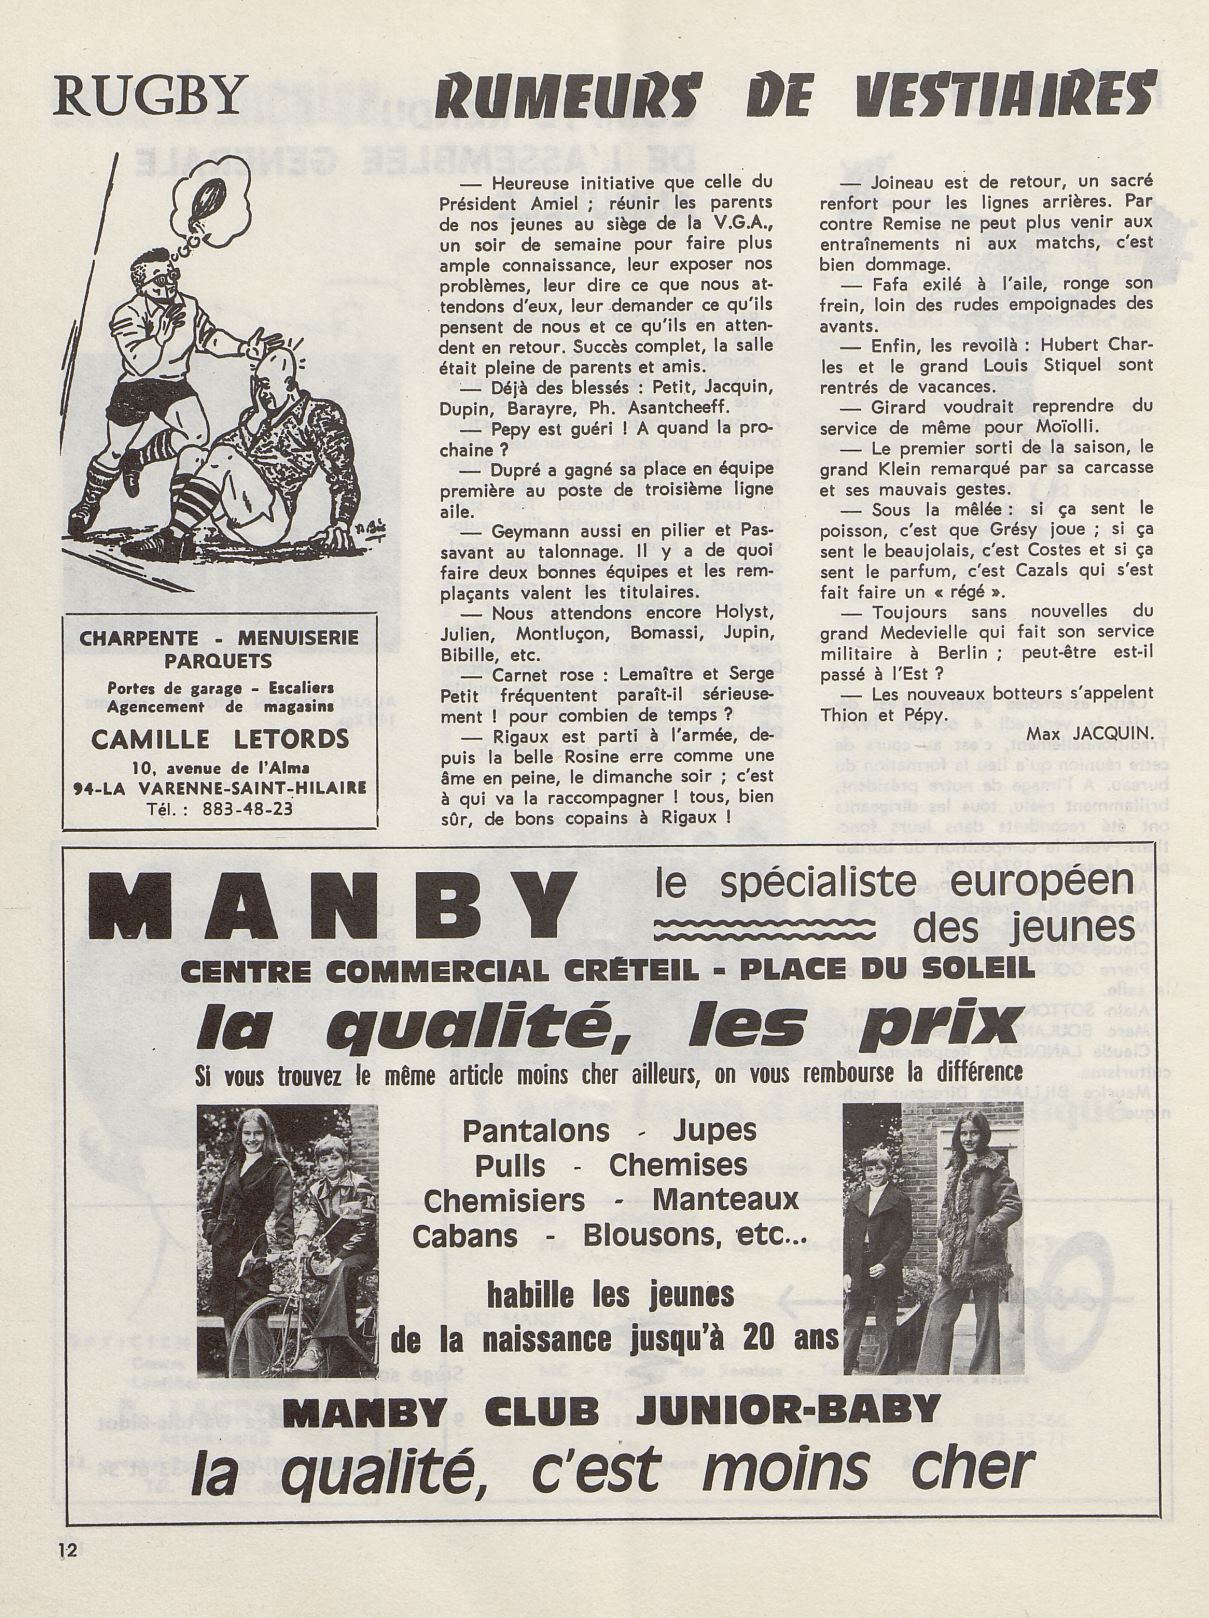 RUGBY
RUMEURS DE VESTIAIRES
— Heureuse initiative que celle du
Président Amiel ; réunir les parents
de nos jeunes au siège de la V.G.A.,
un soir de semaine pour faire plus
ample connaissance, leur exposer nos
problèmes, leur dire ce que nous at-
tendons d'eux, leur demander ce qu'ils
pensent de nous et ce qu'ils en atten-
dent en retour. Succès complet, la salle
était pleine de parents et amis.
— Déjà des blessés : Petit, Jacquin,
Dupin, Barayre, Ph. Asantcheeff.
— Pepy est guéri ! A quand la pro-
chaine ?
— Dupré a gagné sa place en équipe
première au poste de troisième ligne
aile.
— Geymann aussi en pilier et Pas-
savant au talonnage. Il y a de quoi
faire deux bonnes équipes et les rem-
plaçants valent les titulaires.
— Nous attendons encore Holyst,
Julien, Montluçon, Bomassi, Jupin,
Bibille, etc.
— Carnet rose : Lemaître et Serge
Petit fréquentent paraît-il sérieuse-
ment ! pour combien de temps ?
— Rigaux est parti à l'armée, de-
puis la belle Rosine erre comme une
âme en peine, le dimanche soir ; c'est
à qui va la raccompagner ! tous, bien
sûr, de bons copains à Rigaux !
— Joineau est de retour, un sacré
renfort pour les lignes arrières. Par
contre Remise ne peut plus venir aux
entraînements ni aux matchs, c'est
bien dommage.
— Fafa exilé à l'aile, ronge son
frein, loin des rudes empoignades des
avants.
— Enfin, les revoilà : Hubert Char-
les et le grand Louis Stiquel sont
rentrés de vacances.
— Girard voudrait reprendre du
service de même pour Moïolli.
— Le premier sorti de la saison, le
grand Klein remarqué par sa carcasse
et ses mauvais gestes.
— Sous la mêlée : si ça sent le
poisson, c'est que Grésy joue ; si ça
sent le beaujolais, c'est Costes et si ça
sent le parfum, c'est Cazals qui s'est
fait faire un « régé ».
— Toujours sans nouvelles du
grand Medevielle qui fait son service
militaire à Berlin ; peut-être est-il
passé à l'Est ?
— Les nouveaux botteurs s'appelent
Thion et Pépy.
Max JACQUIN.
CHARPENTE - MENUISERIE
PARQUETS
Portes de garage - Escaliers
Agencement de magasins
CAMILLE LETORDS
10, avenue de l'Alma
94-LA VARENNE-SAINT-HILAIRE
Tél. : 883-48-23
MANBY
le spécialiste européen
des jeunes
CENTRE COMMERCIAL CRÉTEIL - PLACE DU SOLEIL
la qualité, les prix
Si vous trouvez le même article moins cher ailleurs, on vous rembourse la différence
Pantalons - Jupes
Pulls - Chemises
Chemisiers - Manteaux
Cabans - Blousons, etc...
habille les jeunes
de la naissance jusqu'à 20 ans
MANBY CLUB JUNIOR-BABY
la qualité, c'est moins cher
12